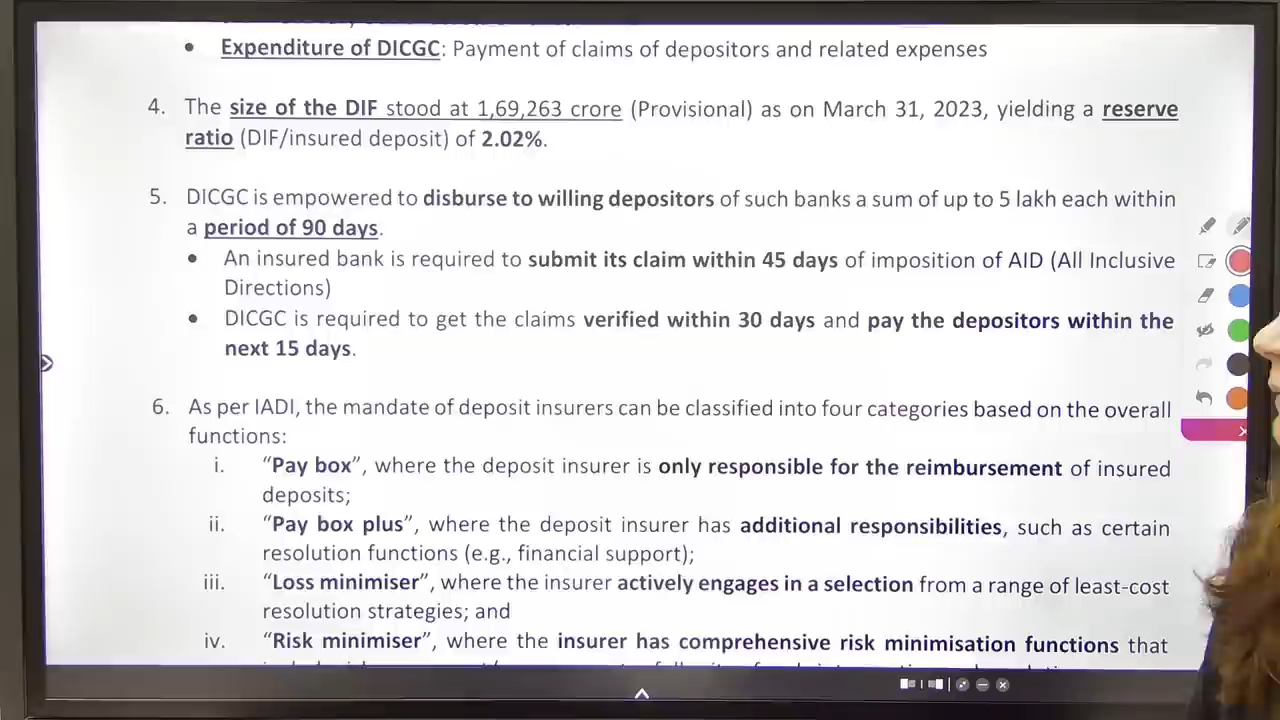 • Expenditure of DICGC: Payment of claims of depositors and related expenses
4. The size of the DIF stood at 1,69,263 crore (Provisional) as on March 31, 2023, yielding a reserve
ratio (DIF/insured deposit) of 2.02%.
5. DICGC is empowered to disburse to willing depositors of such banks a sum of up to 5 lakh each within
a period of 90 days.
• An insured bank is required to submit its claim within 45 days of imposition of AID (All Inclusive
Directions)
• DICGC is required to get the claims verified within 30 days and pay the depositors within the
next 15 days.
6. As per IADI, the mandate of deposit insurers can be classified into four categories based on the overall
functions:
i. “Pay box”, where the deposit insurer is only responsible for the reimbursement of insured
deposits;
ii. “Pay box plus”, where the deposit insurer has additional responsibilities, such as certain
resolution functions (e.g., financial support);
iii. “Loss minimiser”, where the insurer actively engages in a selection from a range of least-cost
resolution strategies; and
iv. “Risk minimiser”, where the insurer has comprehensive risk minimisation functions that